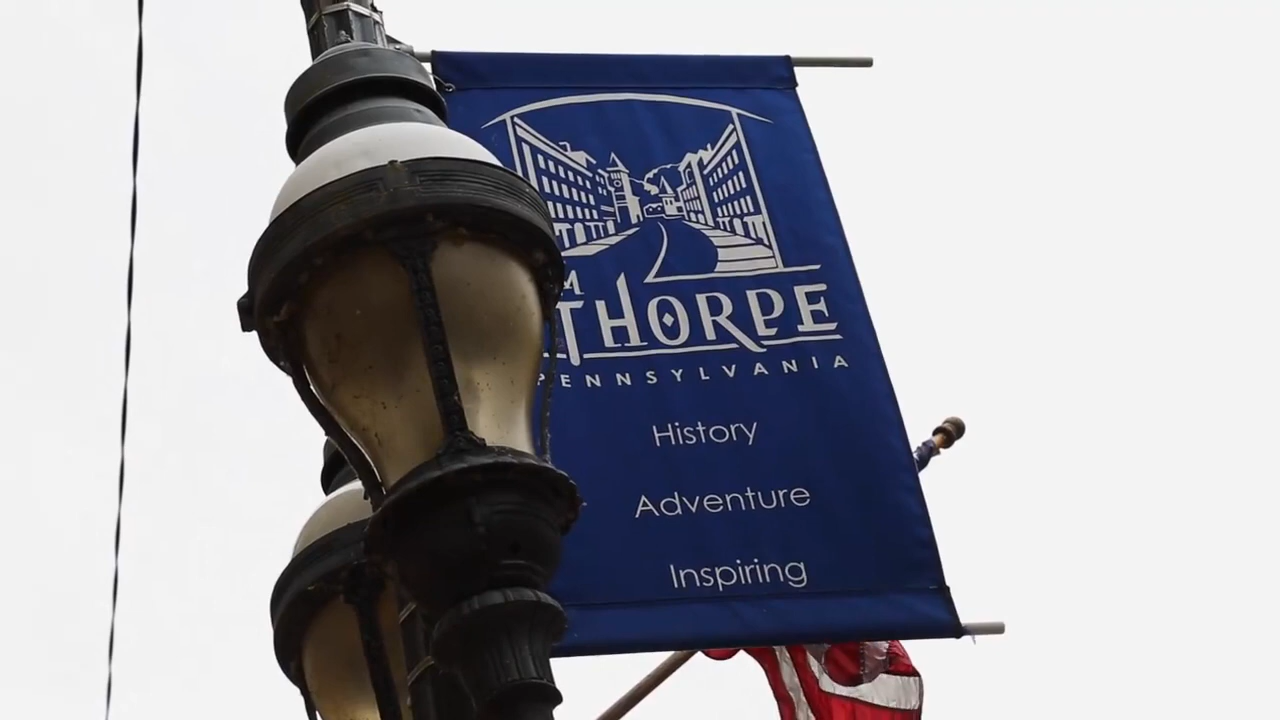 M
THORPE
PENNSYLVANIA
History
Adventure
Inspiring